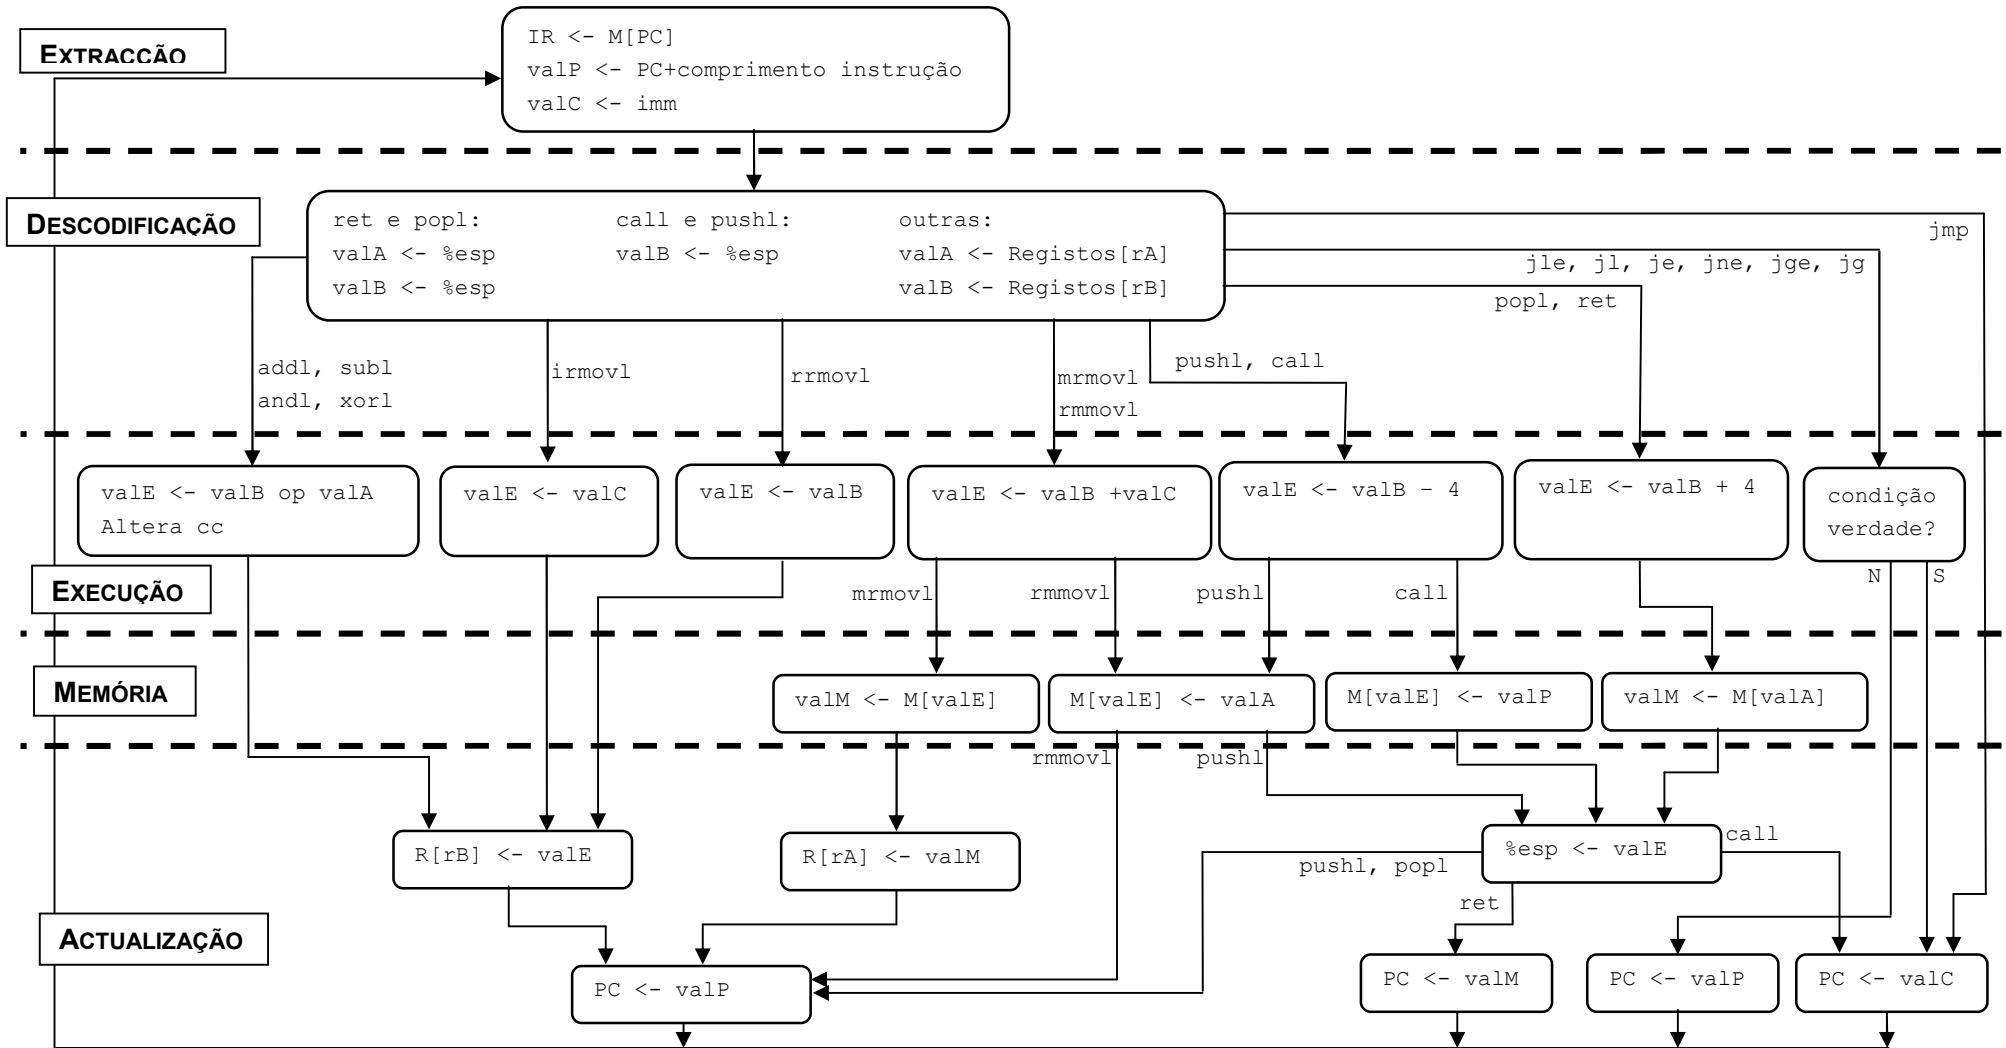 EXTRACCÃO
IR <- M[PC]
valP <- PC+comprimento instrução
valC <- imm
DESCODIFICAÇÃO
ret e popl:
valA <- %esp
valB <- %esp
call e pushl:
valB <- %esp
outras:
valA <- Registos[rA]
valB <- Registos[rB]
jmp
jle, jl, je, jne, jge, jg
popl, ret
addl, subl
andl, xorl
irmovl
rrmovl
mrmovl
rmmovl
pushl, call
valE <- valB op valA
Altera cc
valE <- valC
valE <- valB
valE <- valB +valC
valE <- valB – 4
valE <- valB + 4
condição
verdade?
EXECUÇÃO
mrmovl
rmmovl
pushl
call
N
S
MEMÓRIA
valM <- M[valE]
M[valE] <- valA
M[valE] <- valP
valM <- M[valA]
rmmovl
pushl
R[rB] <- valE
R[rA] <- valM
%esp <- valE
call
pushl, popl
ret
ACTUALIZAÇÃO
PC <- valP
PC <- valM
PC <- valP
PC <- valC